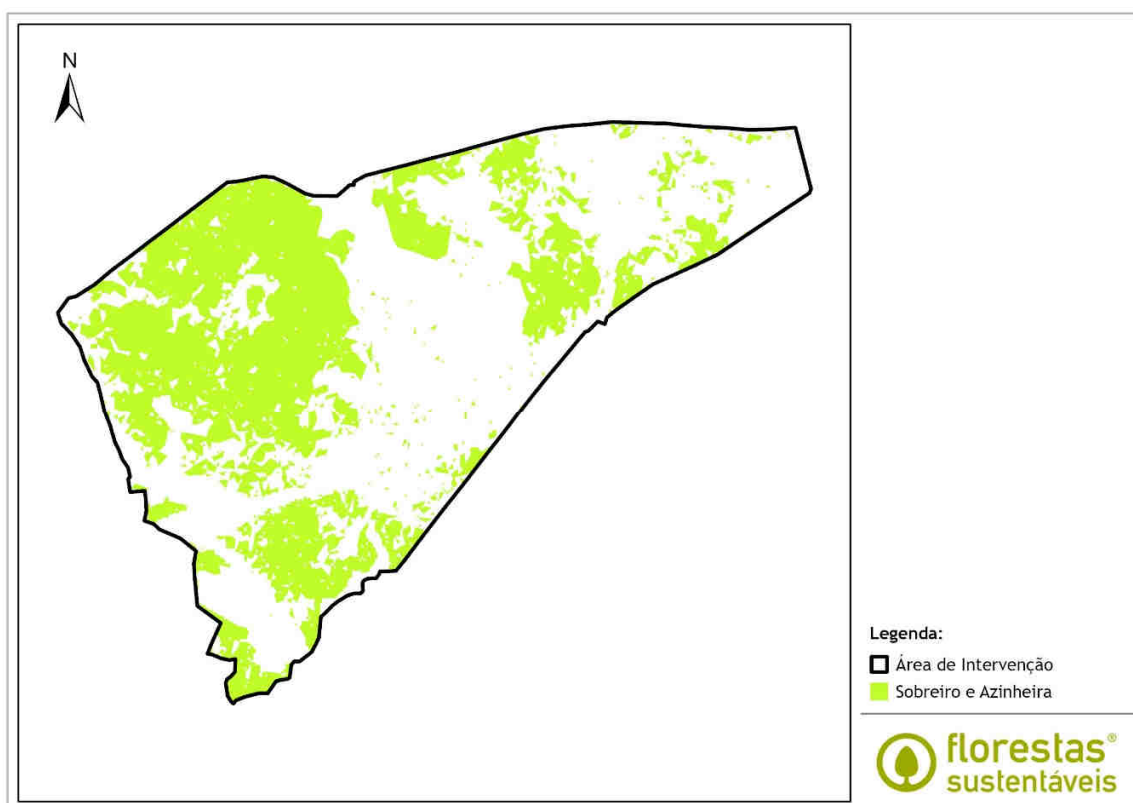 N
Legenda:
Área de Intervenção
Sobreiro e Azinheira
florestas®
sustentáveis